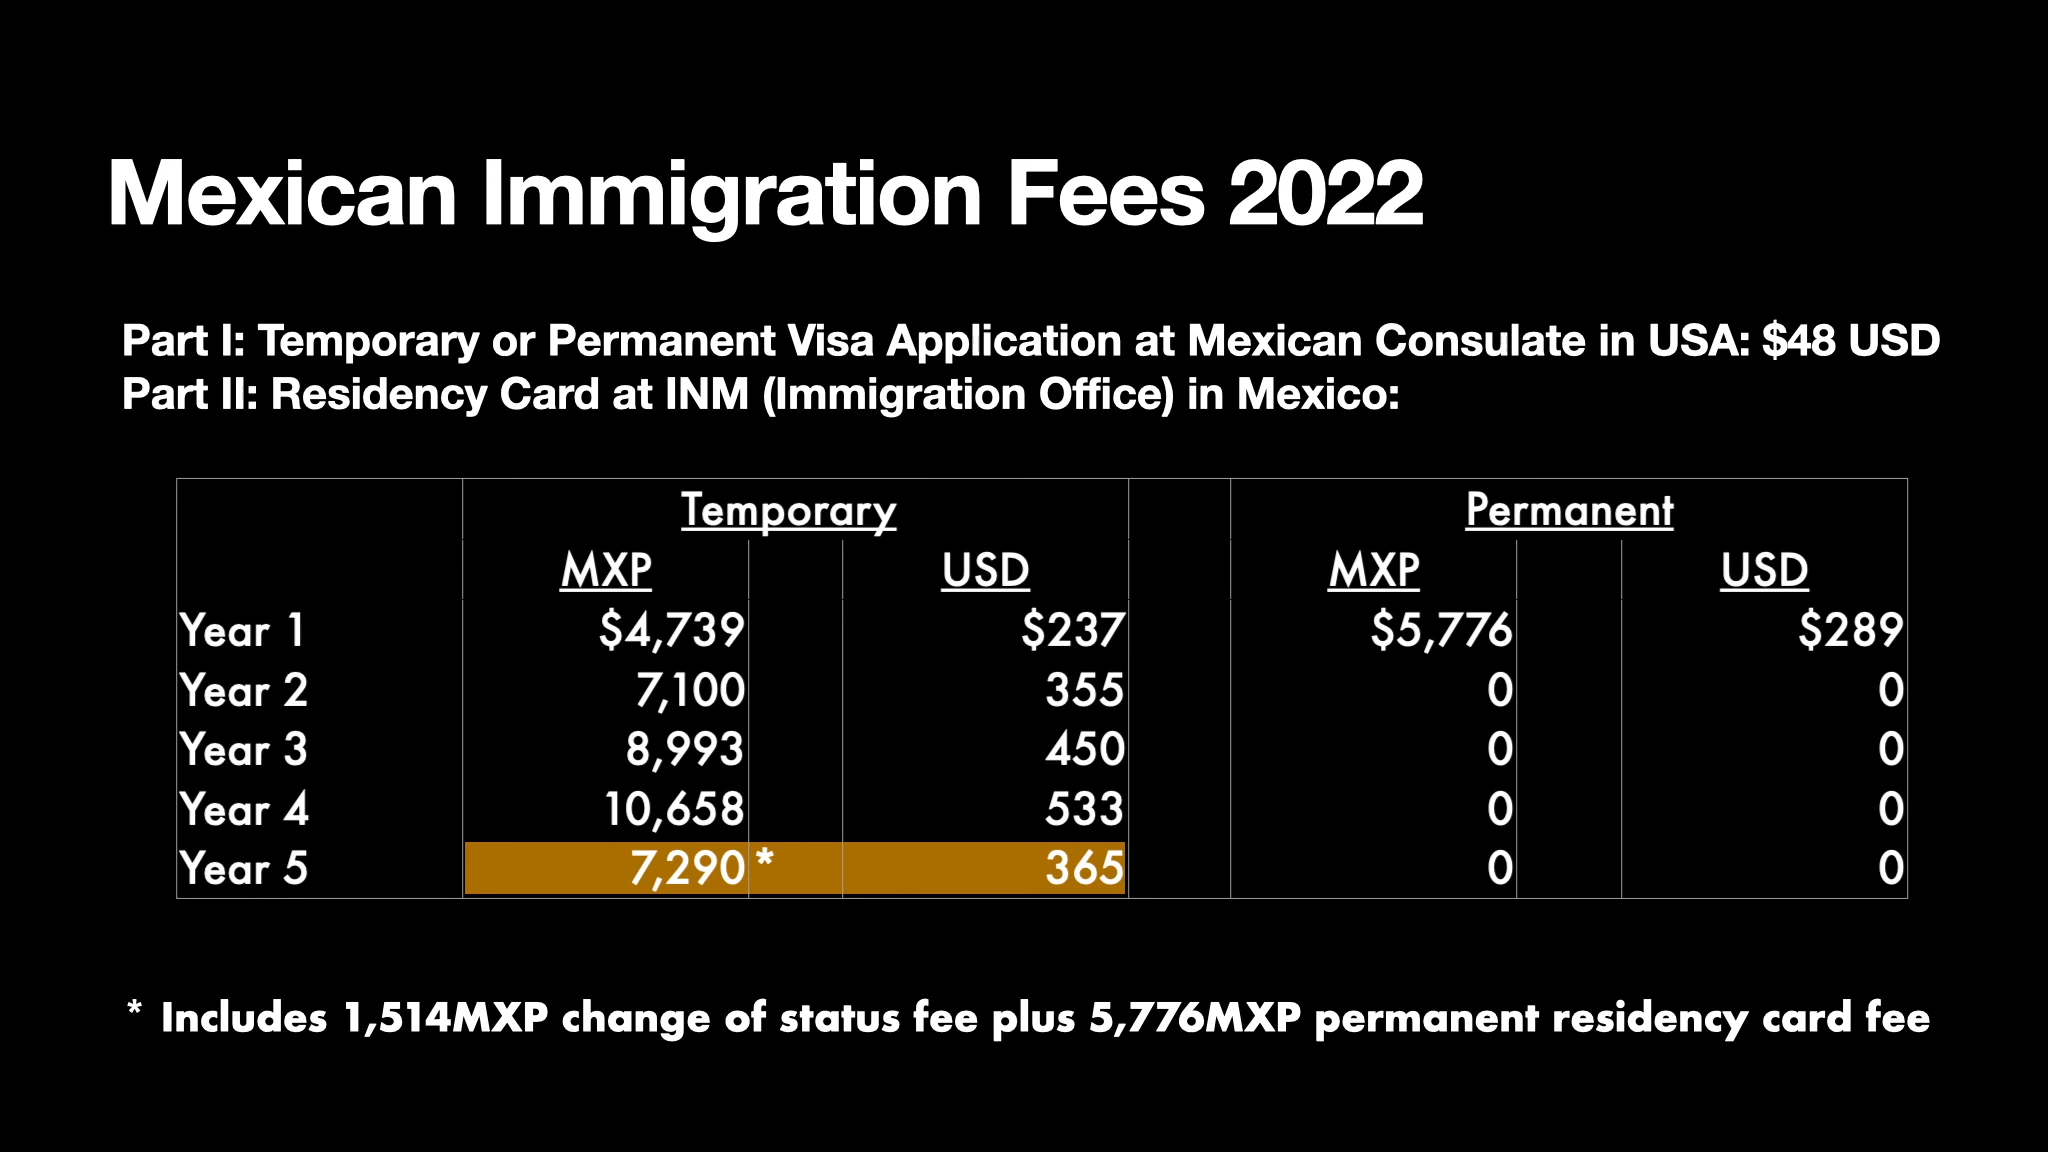 Mexican Immigration Fees 2022
Part I: Temporary or Permanent Visa Application at Mexican Consulate in USA: $48 USD
Part II: Residency Card at INM (Immigration Office) in Mexico:
Temporary Permanent
MXP USD MXP USD
Year 1 $4,739 $237 $5,776 $289
Year 2 7,100 355 0 0
Year 3 8,993 450 0 0
Year 4 10,658 533 0 0
Year 5 7,290 * 365 0 0
* Includes 1,514MXP change of status fee plus 5,776MXP permanent residency card fee